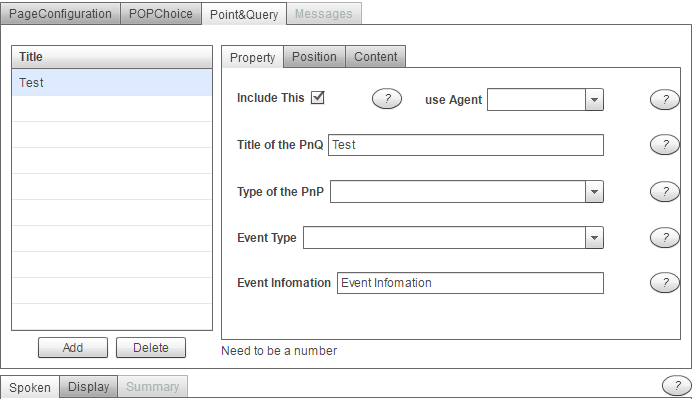 PageConfiguration POPChoice Point&Query Messages
Title
Test
Property Position Content
Include This ? use Agent ?
Title of the PnQ Test ?
Type of the PnP ?
Event Type ?
Event Infomation Event Infomation ?
Add Delete
Need to be a number
Spoken Display Summary ?